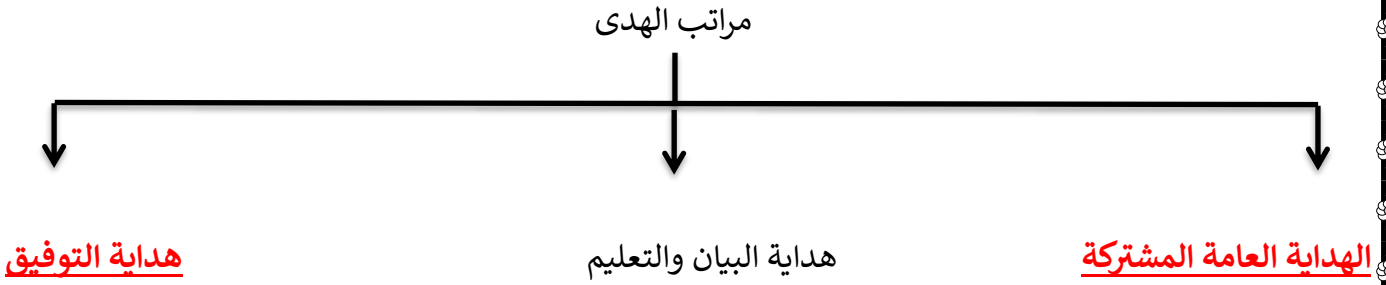 مراتب الهدى
الهداية العامة المشتركة
هداية البيان والتعليم
هداية التوفيق